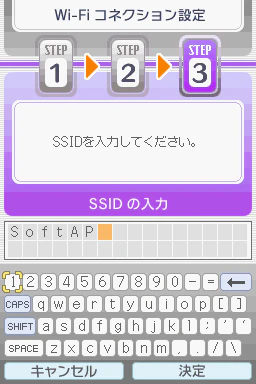 Wi-Fi コネクション設定
STEP 1 STEP 2 STEP 3
SSIDを入力してください。
SSID の入力
SoftAP
1 2 3 4 5 6 7 8 9 0 - = ←
CAPS q w e r t y u i o p [ ]
SHIFT a s d f g h j k l ; ' ´
SPACE z x c v b n m , . / \
キャンセル 決定